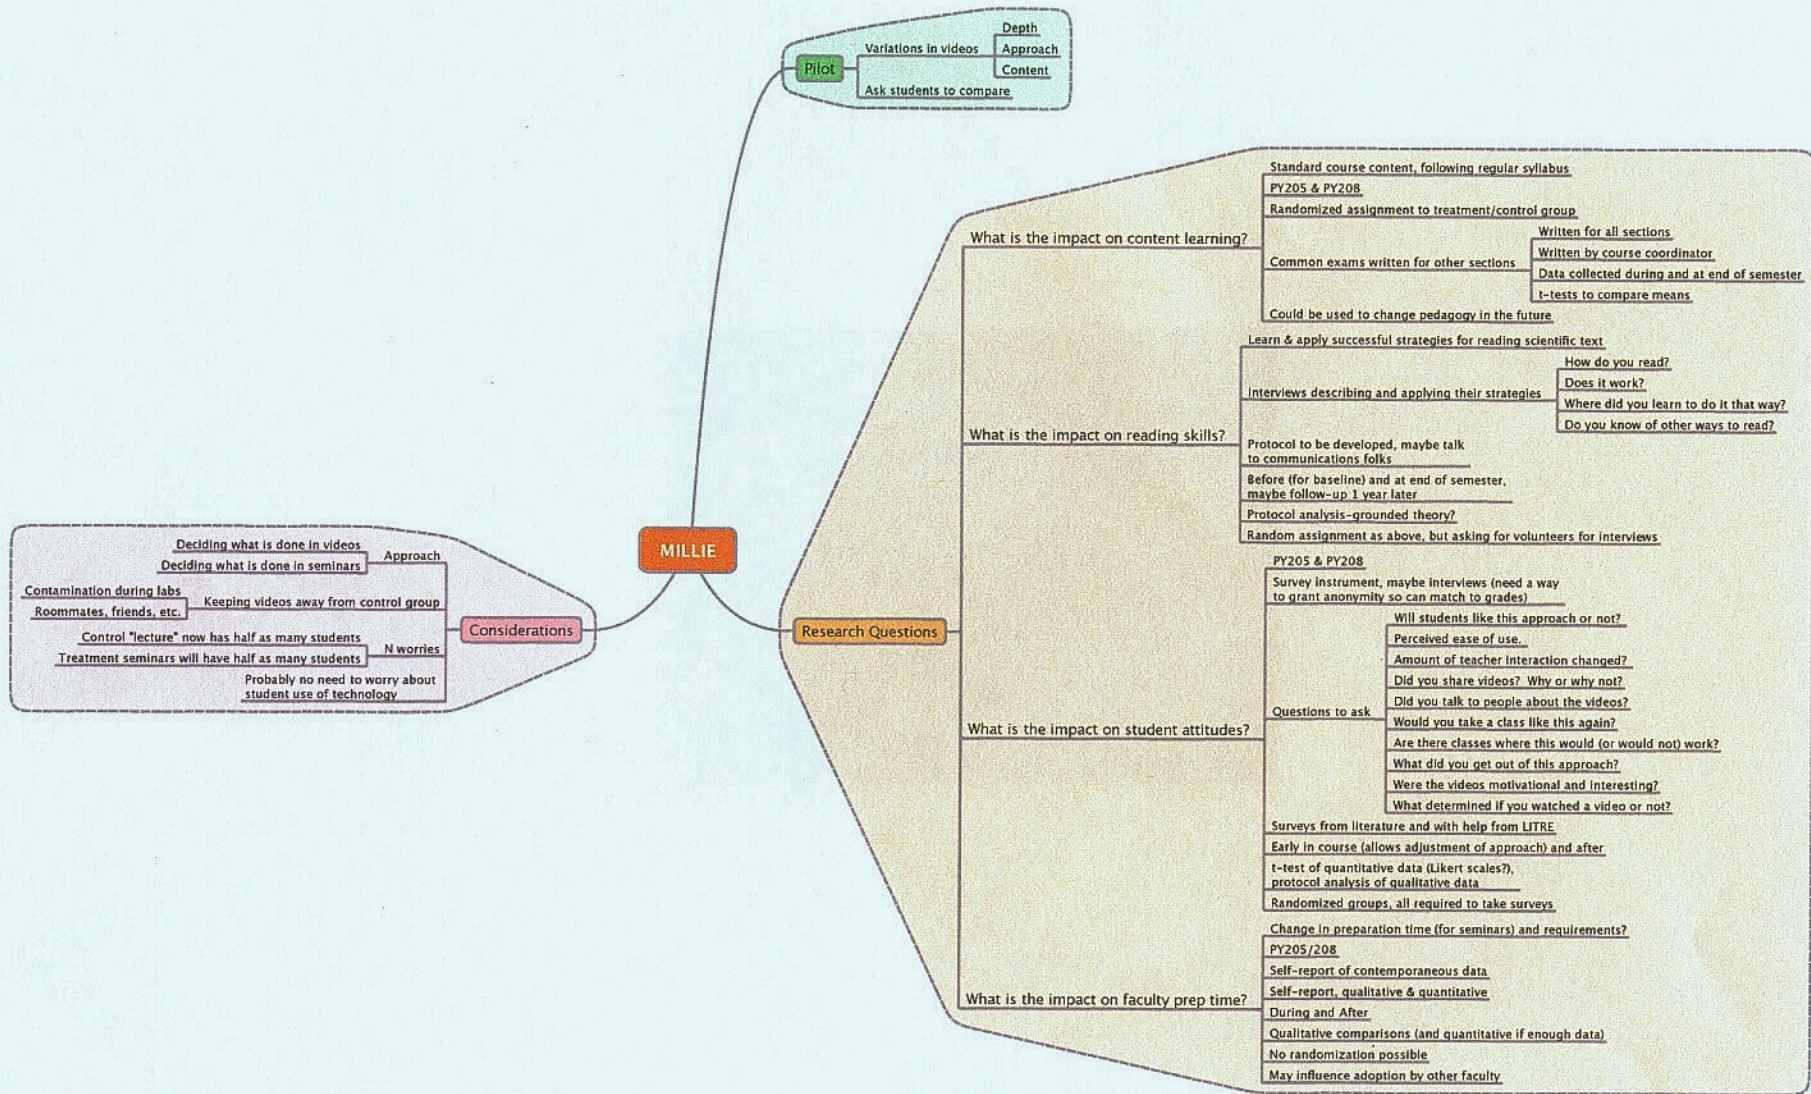 Pilot
Variations in videos
Depth
Approach
Content
Ask students to compare
MILLIE
Research Questions
What is the impact on content learning?
Standard course content, following regular syllabus
PY205 & PY208
Randomized assignment to treatment/control group
Common exams written for other sections
Written for all sections
Written by course coordinator
Data collected during and at end of semester
t-tests to compare means
Could be used to change pedagogy in the future
What is the impact on reading skills?
Learn & apply successful strategies for reading scientific text
Interviews describing and applying their strategies
How do you read?
Does it work?
Where did you learn to do it that way?
Do you know of other ways to read?
Protocol to be developed, maybe talk
to communications folks
Before (for baseline) and at end of semester,
maybe follow-up 1 year later
Protocol analysis-grounded theory?
Random assignment as above, but asking for volunteers for interviews
What is the impact on student attitudes?
PY205 & PY208
Survey instrument, maybe interviews (need a way
to grant anonymity so can match to grades)
Questions to ask
Will students like this approach or not?
Perceived ease of use.
Amount of teacher interaction changed?
Did you share videos? Why or why not?
Did you talk to people about the videos?
Would you take a class like this again?
Are there classes where this would (or would not) work?
What did you get out of this approach?
Were the videos motivational and interesting?
What determined if you watched a video or not?
Surveys from literature and with help from LITRE
Early in course (allows adjustment of approach) and after
t-test of quantitative data (Likert scales?),
protocol analysis of qualitative data
Randomized groups, all required to take surveys
What is the impact on faculty prep time?
Change in preparation time (for seminars) and requirements?
PY205/208
Self-report of contemporaneous data
Self-report, qualitative & quantitative
During and After
Qualitative comparisons (and quantitative if enough data)
No randomization possible
May influence adoption by other faculty
Considerations
Approach
Deciding what is done in videos
Deciding what is done in seminars
Keeping videos away from control group
Contamination during labs
Roommates, friends, etc.
N worries
Control "lecture" now has half as many students
Treatment seminars will have half as many students
Probably no need to worry about
student use of technology